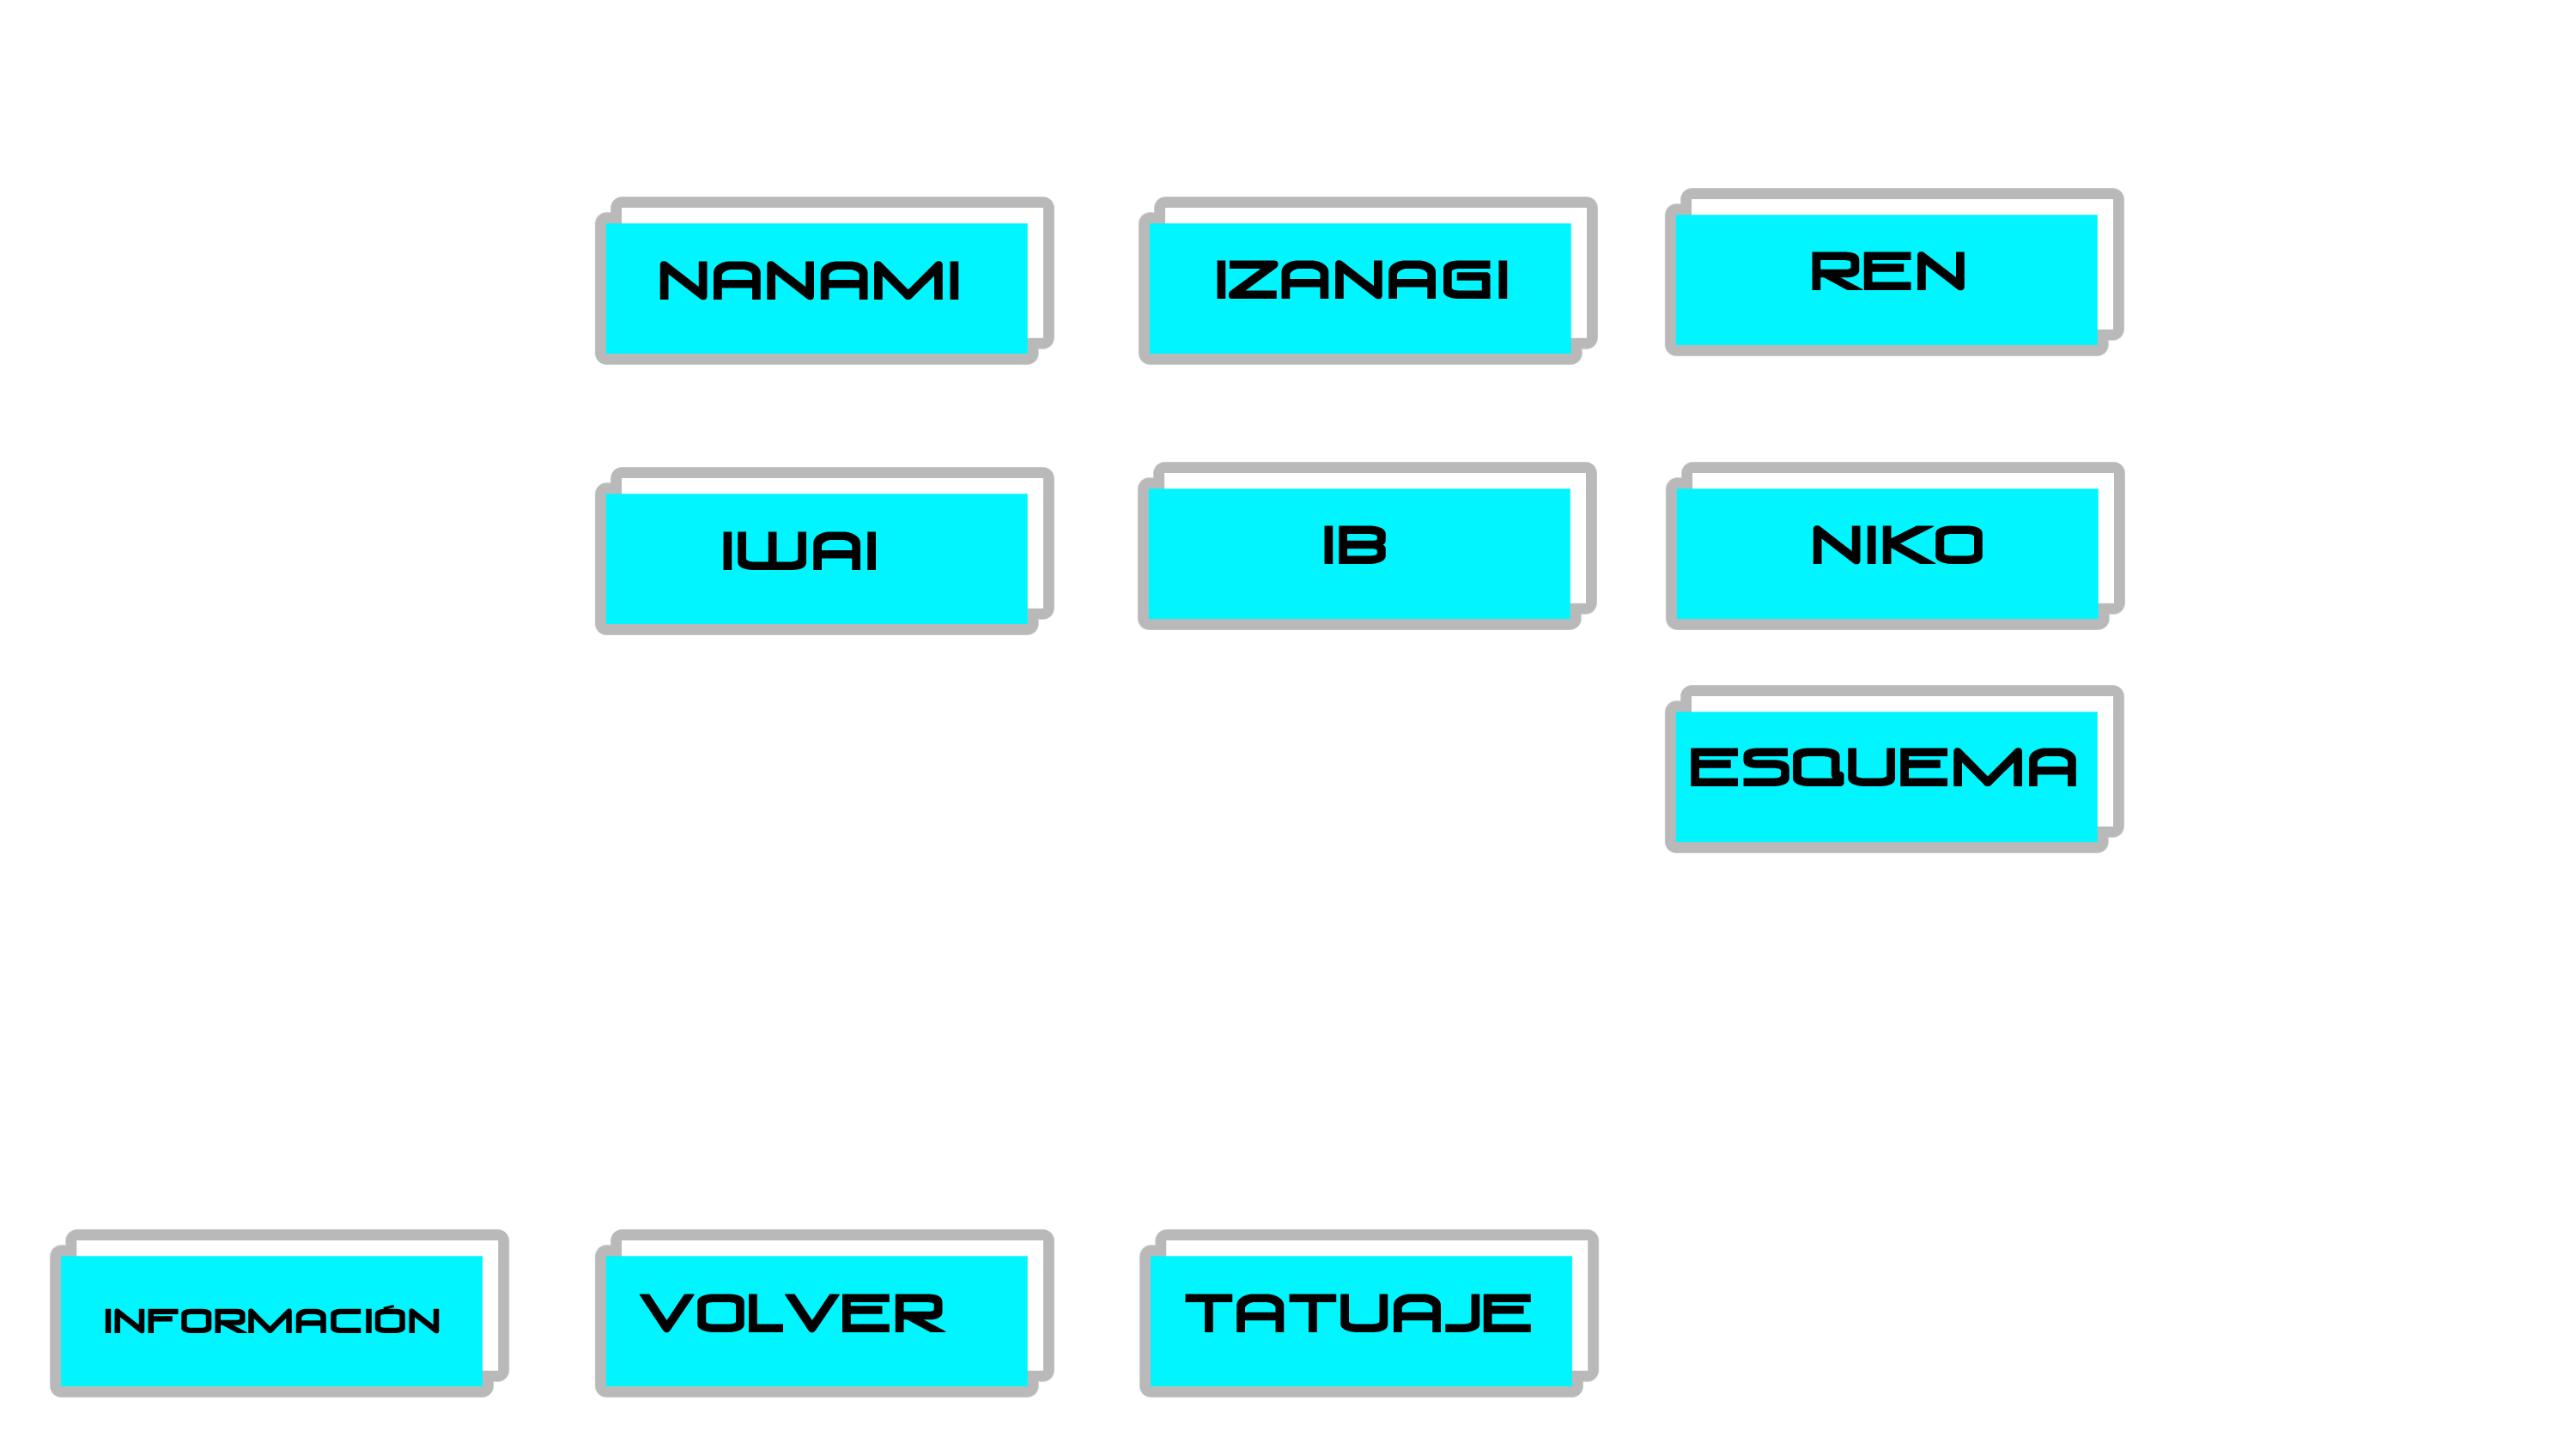 NANAMI
IZANAGI
REN
IWAI
IB
NIKO
ESQUEMA
INFORMACIÓN
VOLVER
TATUAJE